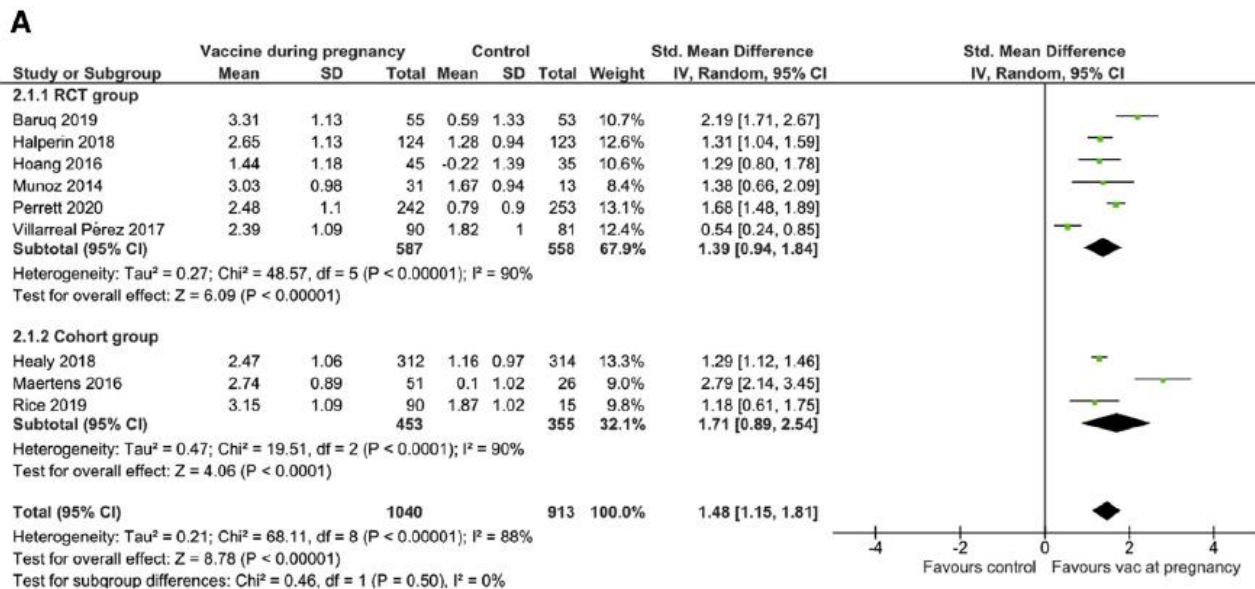 A
Vaccine during pregnancy Control Std. Mean Difference Std. Mean Difference
Study or Subgroup Mean SD Total Mean SD Total Weight IV, Random, 95% CI IV, Random, 95% CI
2.1.1 RCT group
Baruq 2019 3.31 1.13 55 0.59 1.33 53 10.7% 2.19 [1.71, 2.67]
Halperin 2018 2.65 1.13 124 1.28 0.94 123 12.6% 1.31 [1.04, 1.59]
Hoang 2016 1.44 1.18 45 -0.22 1.39 35 10.6% 1.29 [0.80, 1.78]
Munoz 2014 3.03 0.98 31 1.67 0.94 13 8.4% 1.38 [0.66, 2.09]
Perrett 2020 2.48 1.1 242 0.79 0.9 253 13.1% 1.68 [1.48, 1.89]
Villarreal Pérez 2017 2.39 1.09 90 1.82 1 81 12.4% 0.54 [0.24, 0.85]
Subtotal (95% CI) 587 558 67.9% 1.39 [0.94, 1.84]
Heterogeneity: Tau² = 0.27; Chi² = 48.57, df = 5 (P < 0.00001); I² = 90%
Test for overall effect: Z = 6.09 (P < 0.00001)
2.1.2 Cohort group
Healy 2018 2.47 1.06 312 1.16 0.97 314 13.3% 1.29 [1.12, 1.46]
Maertens 2016 2.74 0.89 51 0.1 1.02 26 9.0% 2.79 [2.14, 3.45]
Rice 2019 3.15 1.09 90 1.87 1.02 15 9.8% 1.18 [0.61, 1.75]
Subtotal (95% CI) 453 355 32.1% 1.71 [0.89, 2.54]
Heterogeneity: Tau² = 0.47; Chi² = 19.51, df = 2 (P < 0.0001); I² = 90%
Test for overall effect: Z = 4.06 (P < 0.0001)
Total (95% CI) 1040 913 100.0% 1.48 [1.15, 1.81]
Heterogeneity: Tau² = 0.21; Chi² = 68.11, df = 8 (P < 0.00001); I² = 88%
Test for overall effect: Z = 8.78 (P < 0.00001)
Test for subgroup differences: Chi² = 0.46, df = 1 (P = 0.50), I² = 0%
-4 -2 0 2 4
Favours control Favours vac at pregnancy